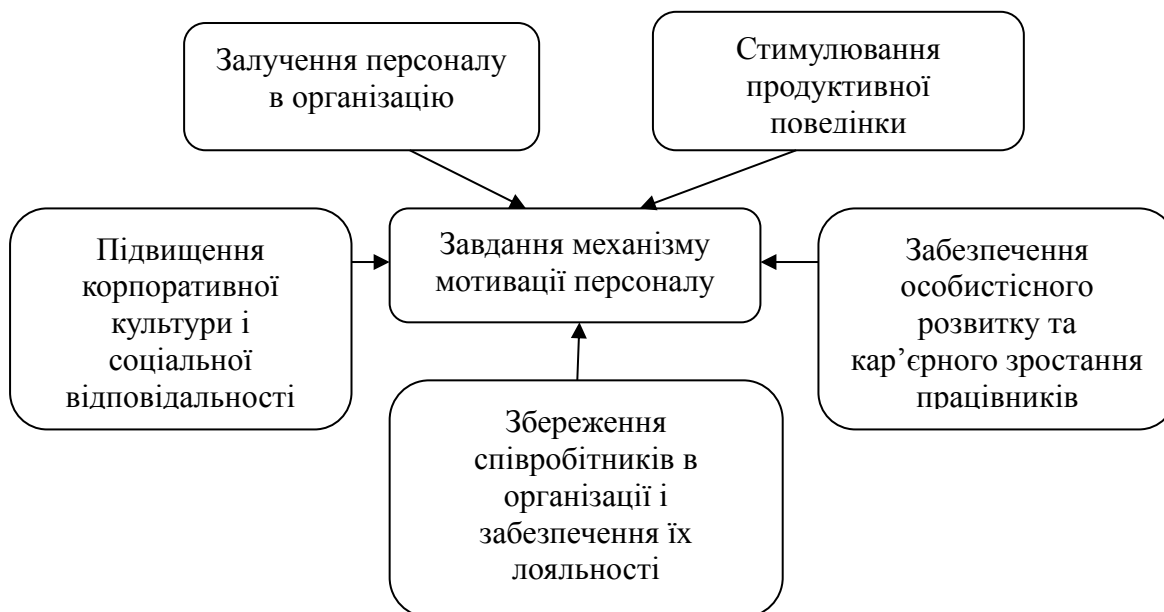 Залучення персоналу
в організацію
Стимулювання
продуктивної
поведінки
Підвищення
корпоративної
культури і
соціальної
відповідальності
Завдання механізму
мотивації персоналу
Забезпечення
особистісного
розвитку та
кар’єрного зростання
працівників
Збереження
співробітників в
організації і
забезпечення їх
лояльності